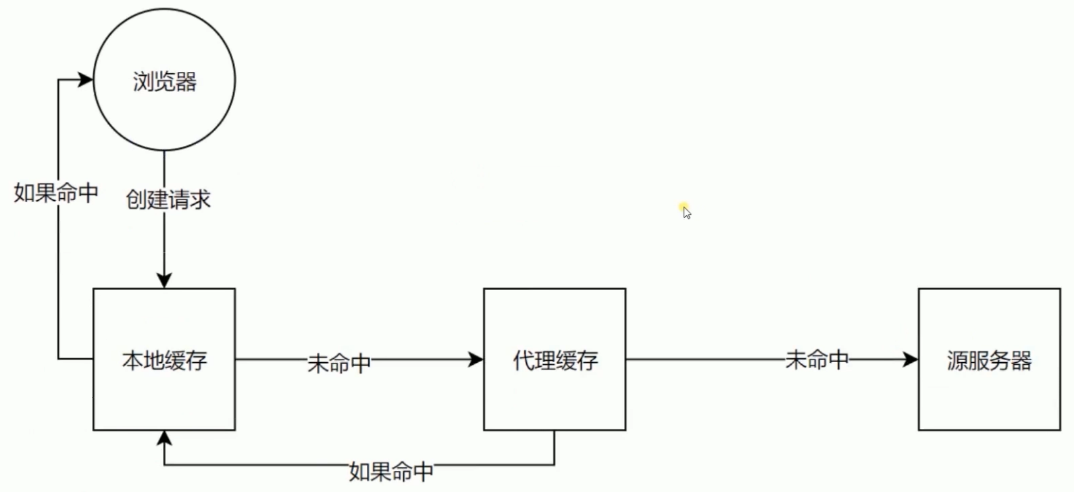 浏览器
如果命中
创建请求
本地缓存
未命中
代理缓存
未命中
源服务器
如果命中